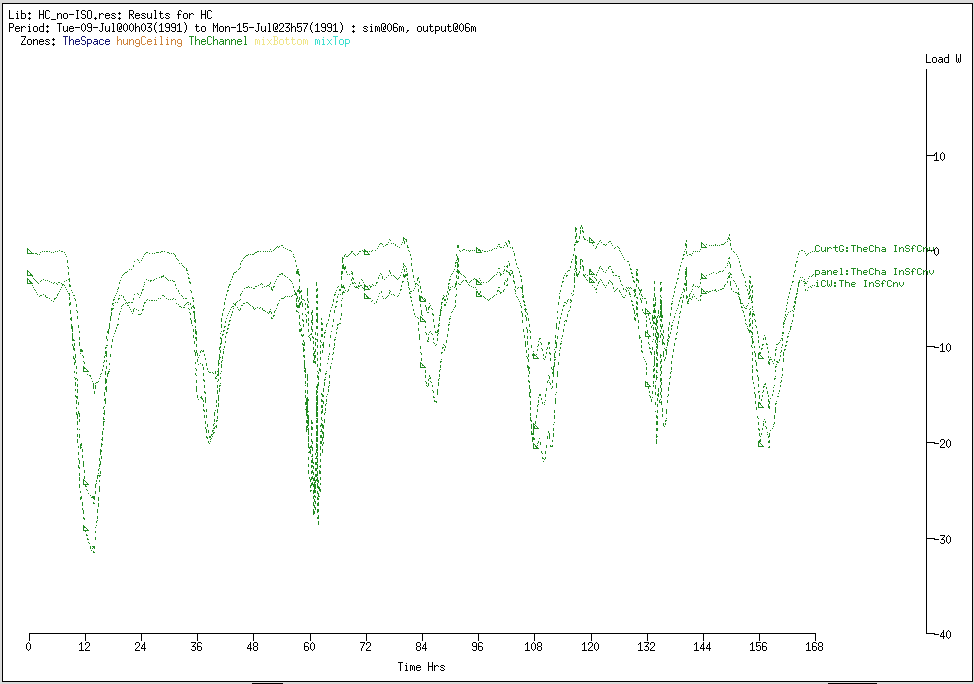 Lib: HC_no-ISO.res: Results for HC
Period: Tue-09-Jul@00h03(1991) to Mon-15-Jul@23h57(1991) : sim@06m, output@06m
Zones: TheSpace hungCeiling TheChannel mixBottom mixTop
Load W
10
CurtG:TheCha InSfCnv
0
panel:TheCha InSfCnv
iCW:The InSfCnv
-10
-20
-30
-40
0 12 24 36 48 60 72 84 96 108 120 132 144 156 168
Time Hrs